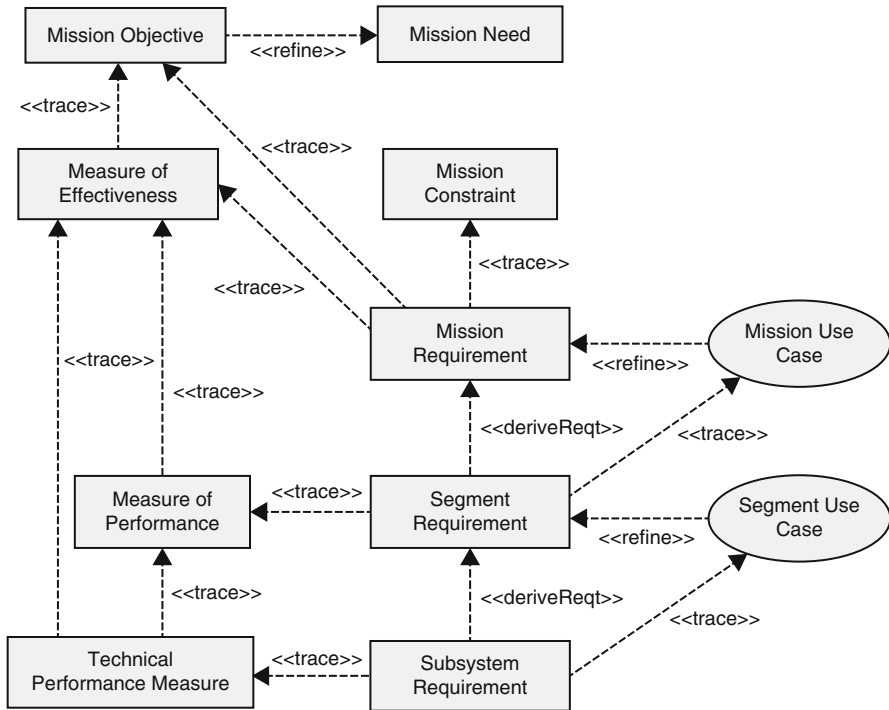 Mission Objective
<<refine>>
Mission Need
<<trace>>
<<trace>>
Measure of
Effectiveness
Mission
Constraint
<<trace>>
<<trace>>
Mission
Requirement
<<refine>>
Mission Use
Case
<<trace>>
<<trace>>
<<deriveReqt>>
<<trace>>
Measure of
Performance
<<trace>>
Segment
Requirement
<<refine>>
Segment Use
Case
<<trace>>
<<deriveReqt>>
<<trace>>
Technical
Performance Measure
<<trace>>
Subsystem
Requirement